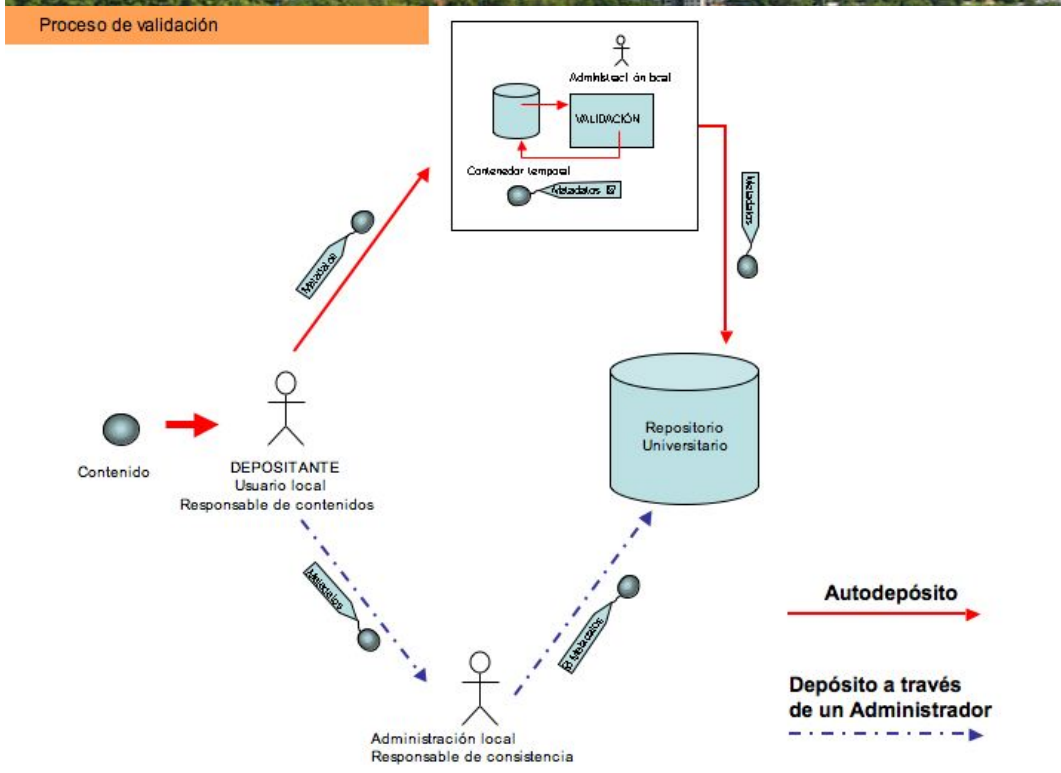 Proceso de validación
Administración local
VALIDACIÓN
Contenedor temporal
Metadatos
Metadatos
Metadatos
Contenido
DEPOSITANTE
Usuario local
Responsable de contenidos
Repositorio
Universitario
Metadatos
Metadatos
Autodepósito
Depósito a través
de un Administrador
Administración local
Responsable de consistencia